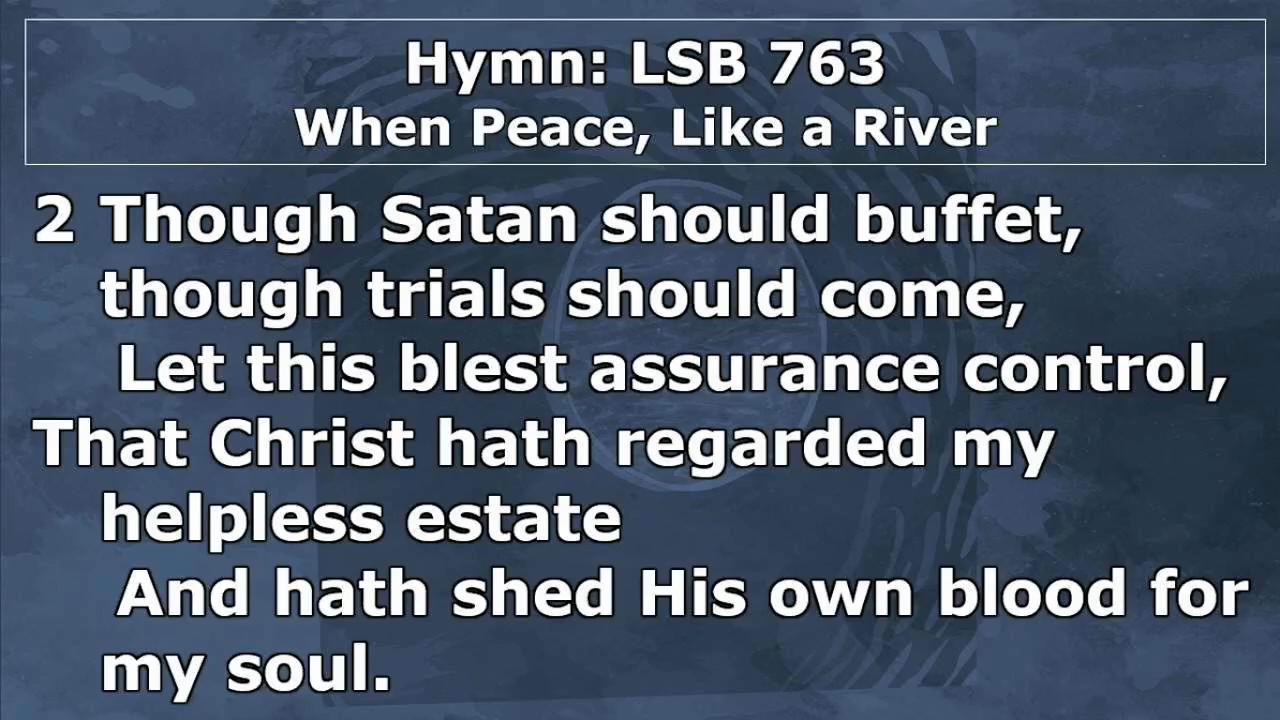 Hymn: LSB 763
When Peace, Like a River
2 Though Satan should buffet,
though trials should come,
Let this blest assurance control,
That Christ hath regarded my
helpless estate
And hath shed His own blood for
my soul.